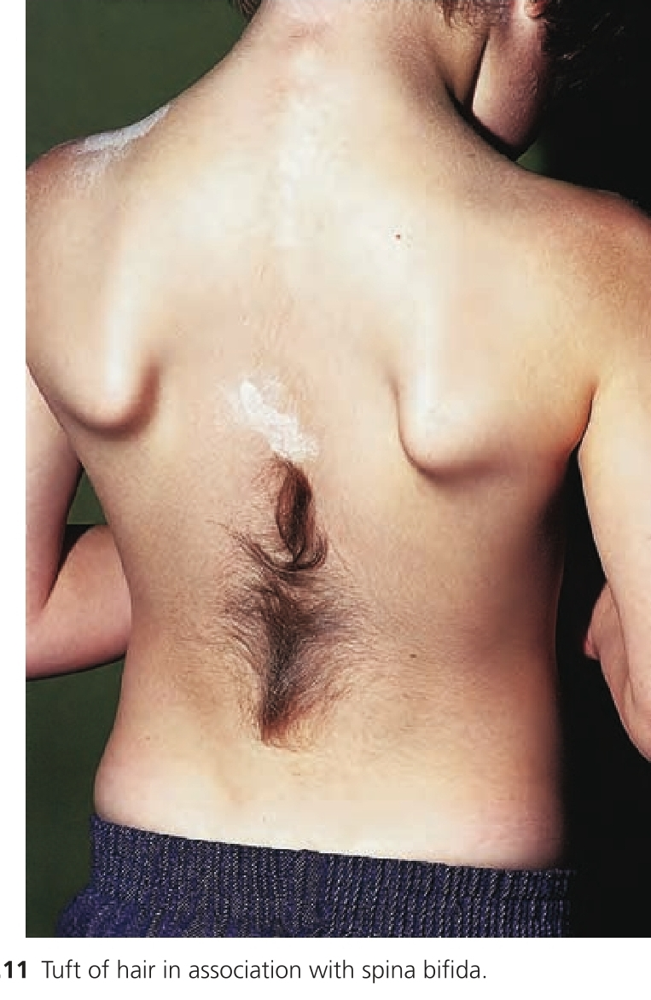 .11 Tuft of hair in association with spina bifida.